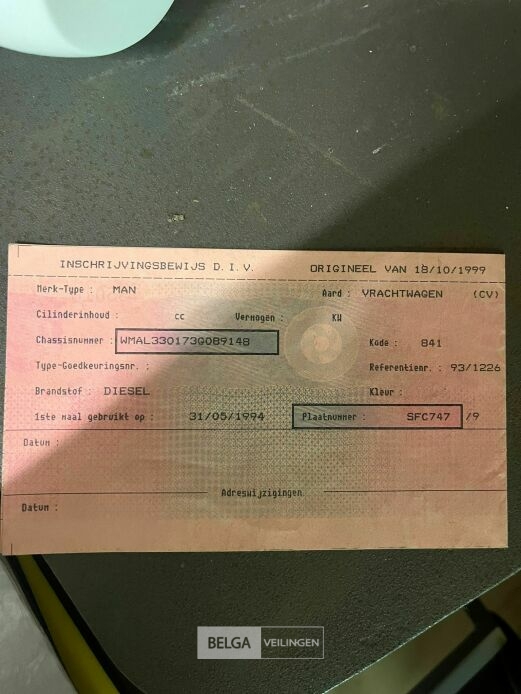 INSCHRIJVINGSBEWIJS D.I.V. ORIGINEEL VAN 18/10/1999
Merk-Type : MAN Aard : VRACHTWAGEN (CV)
Cilinderinhoud : cc Vermogen : KW
Chassisnummer : WMAL330173G089148 Kode : 841
Type-Goedkeuringsnr. : Referentienr. : 93/1226
Brandstof : DIESEL Kleur :
1ste maal gebruikt op : 31/05/1994 Plaatnummer : SFC747 /9
Datum :
Adreswijzigingen
Datum :
BELGA VEILINGEN